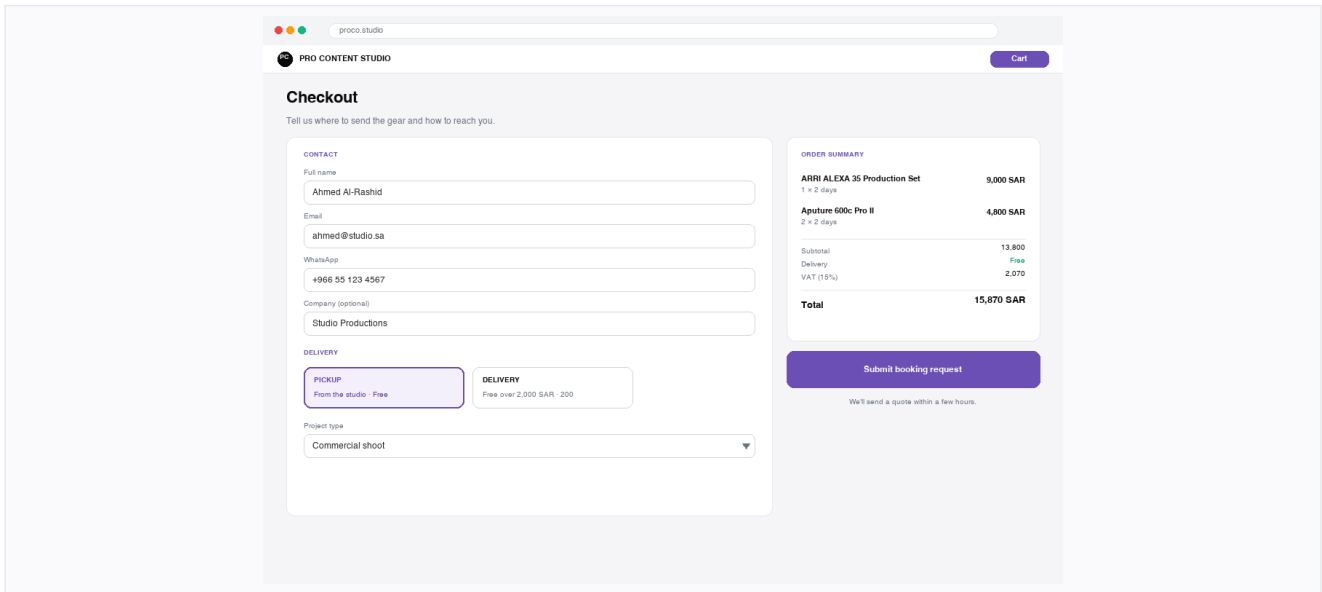 proco.studio
PC PRO CONTENT STUDIO
Cart
Checkout
Tell us where to send the gear and how to reach you.
CONTACT
Full name
Ahmed Al-Rashid
Email
ahmed@studio.sa
WhatsApp
+966 55 123 4567
Company (optional)
Studio Productions
DELIVERY
PICKUP
From the studio · Free
DELIVERY
Free over 2,000 SAR · 200
Project type
Commercial shoot
ORDER SUMMARY
ARRI ALEXA 35 Production Set 9,000 SAR
1 × 2 days
Aputure 600c Pro II 4,800 SAR
2 × 2 days
Subtotal 13,800
Delivery Free
VAT (15%) 2,070
Total 15,870 SAR
Submit booking request
We'll send a quote within a few hours.